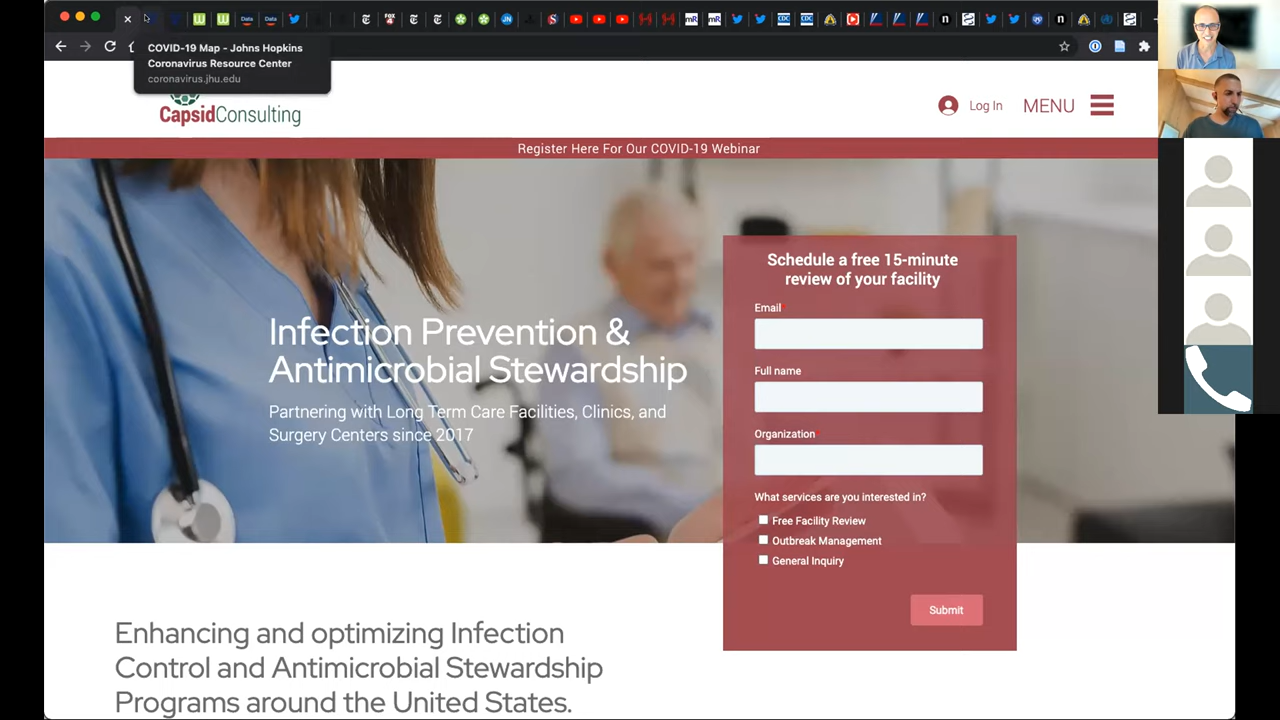 COVID-19 Map - Johns Hopkins
Coronavirus Resource Center
coronavirus.jhu.edu
CapsidConsulting
Log In
MENU
Register Here For Our COVID-19 Webinar
Infection Prevention &
Antimicrobial Stewardship
Partnering with Long Term Care Facilities, Clinics, and
Surgery Centers since 2017
Schedule a free 15-minute
review of your facility
Email*
Full name
Organization*
What services are you interested in?
Free Facility Review
Outbreak Management
General Inquiry
Submit
Enhancing and optimizing Infection
Control and Antimicrobial Stewardship
Programs around the United States.